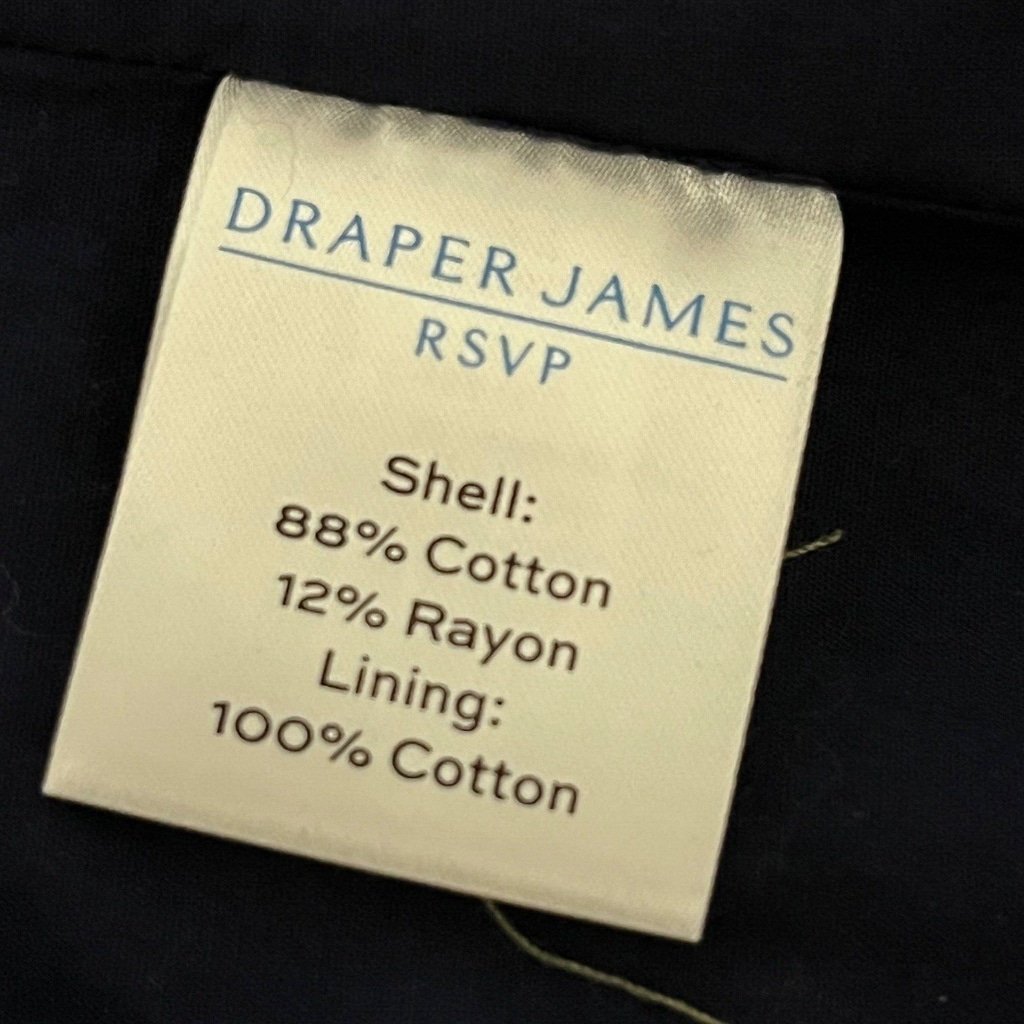 DRAPER JAMES
RSVP
Shell:
88% Cotton
12% Rayon
Lining:
100% Cotton